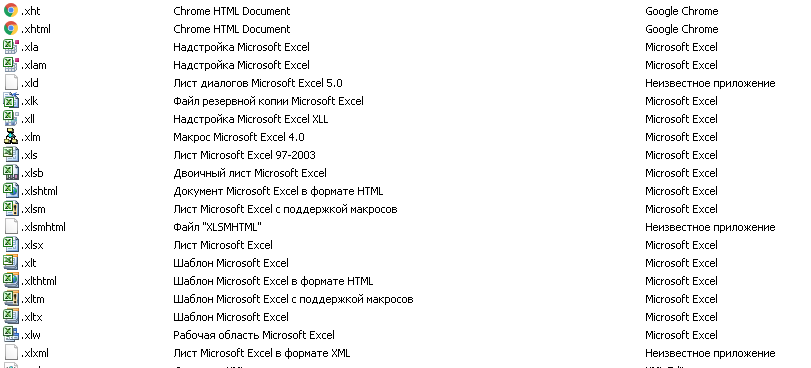 .xht Chrome HTML Document Google Chrome
.xhtml Chrome HTML Document Google Chrome
.xla Надстройка Microsoft Excel Microsoft Excel
.xlam Надстройка Microsoft Excel Microsoft Excel
.xld Лист диалогов Microsoft Excel 5.0 Неизвестное приложение
.xlk Файл резервной копии Microsoft Excel Microsoft Excel
.xll Надстройка Microsoft Excel XLL Microsoft Excel
.xlm Макрос Microsoft Excel 4.0 Microsoft Excel
.xls Лист Microsoft Excel 97-2003 Microsoft Excel
.xlsb Двоичный лист Microsoft Excel Microsoft Excel
.xlshtml Документ Microsoft Excel в формате HTML Microsoft Excel
.xlsm Лист Microsoft Excel с поддержкой макросов Microsoft Excel
.xlsmhtml Файл "XLSMHTML" Неизвестное приложение
.xlsx Лист Microsoft Excel Microsoft Excel
.xlt Шаблон Microsoft Excel Microsoft Excel
.xlthtml Шаблон Microsoft Excel в формате HTML Microsoft Excel
.xltm Шаблон Microsoft Excel с поддержкой макросов Microsoft Excel
.xltx Шаблон Microsoft Excel Microsoft Excel
.xlw Рабочая область Microsoft Excel Microsoft Excel
.xlxml Лист Microsoft Excel в формате XML Неизвестное приложение